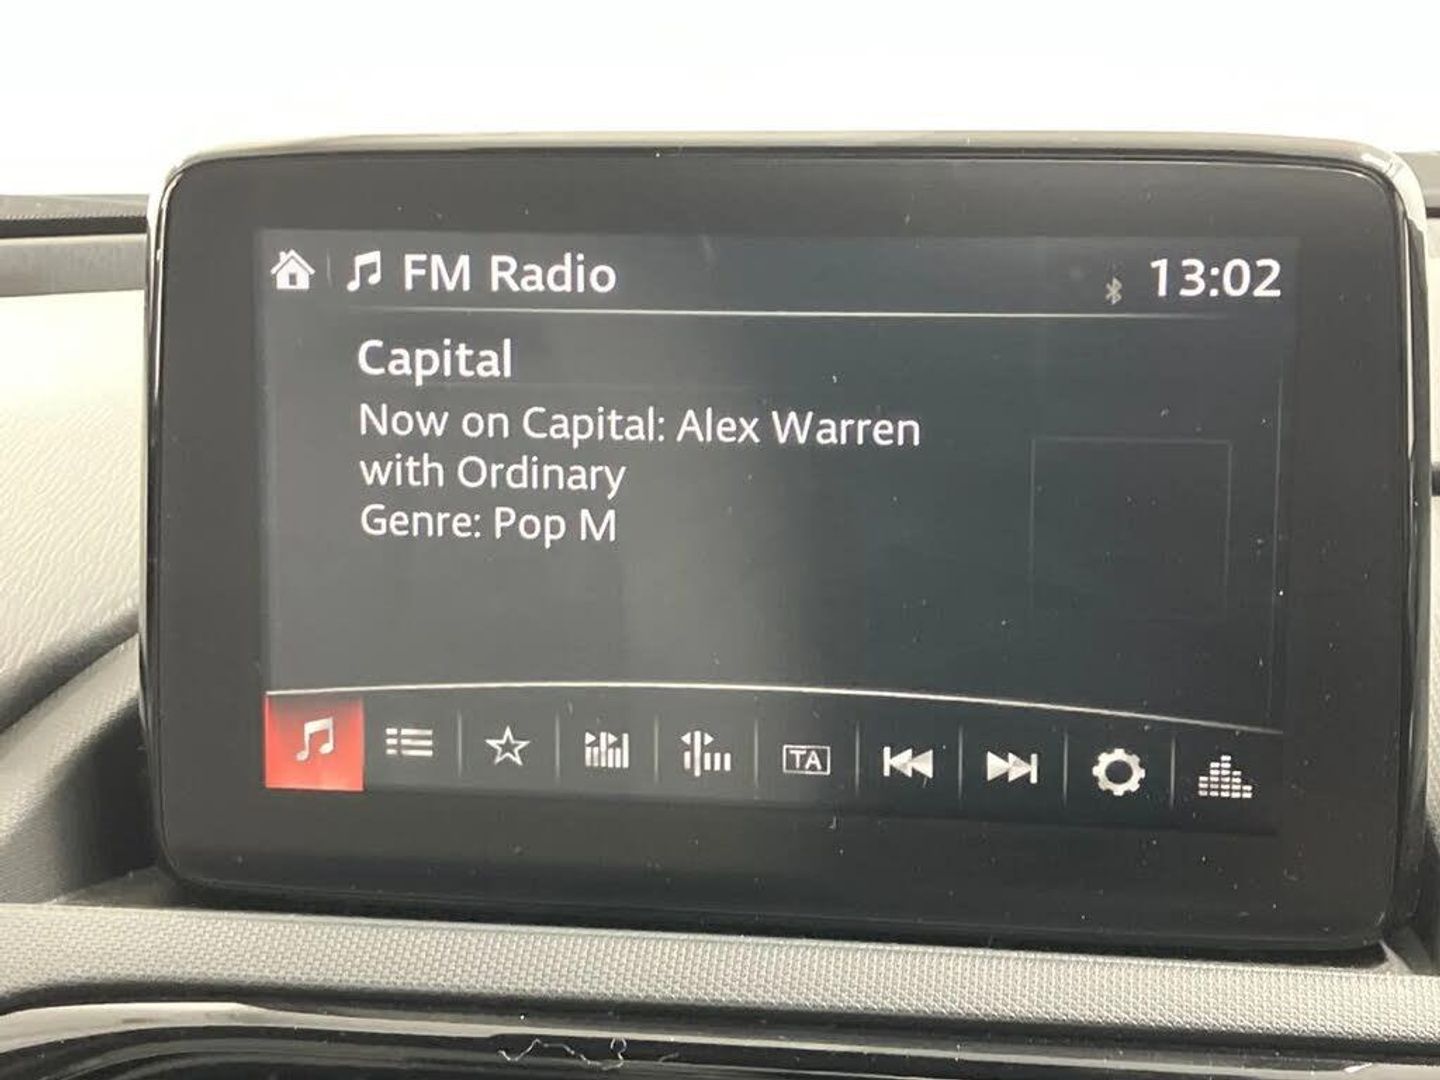 FM Radio 13:02
Capital
Now on Capital: Alex Warren
with Ordinary
Genre: Pop M
TA